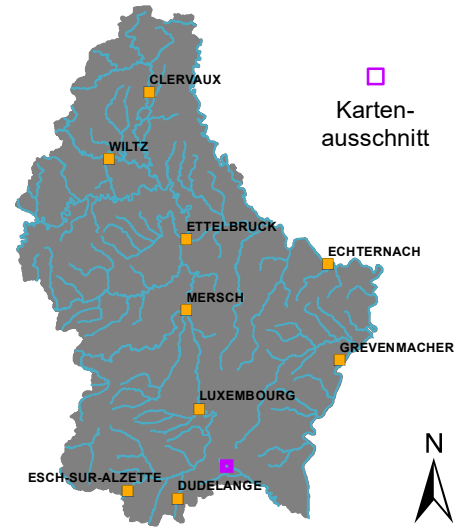 CLERVAUX
Karten-
ausschnitt
WILTZ
ETTELBRUCK
ECHTERNACH
MERSCH
GREVENMACHER
LUXEMBOURG
N
ESCH-SUR-ALZETTE
DUDELANGE